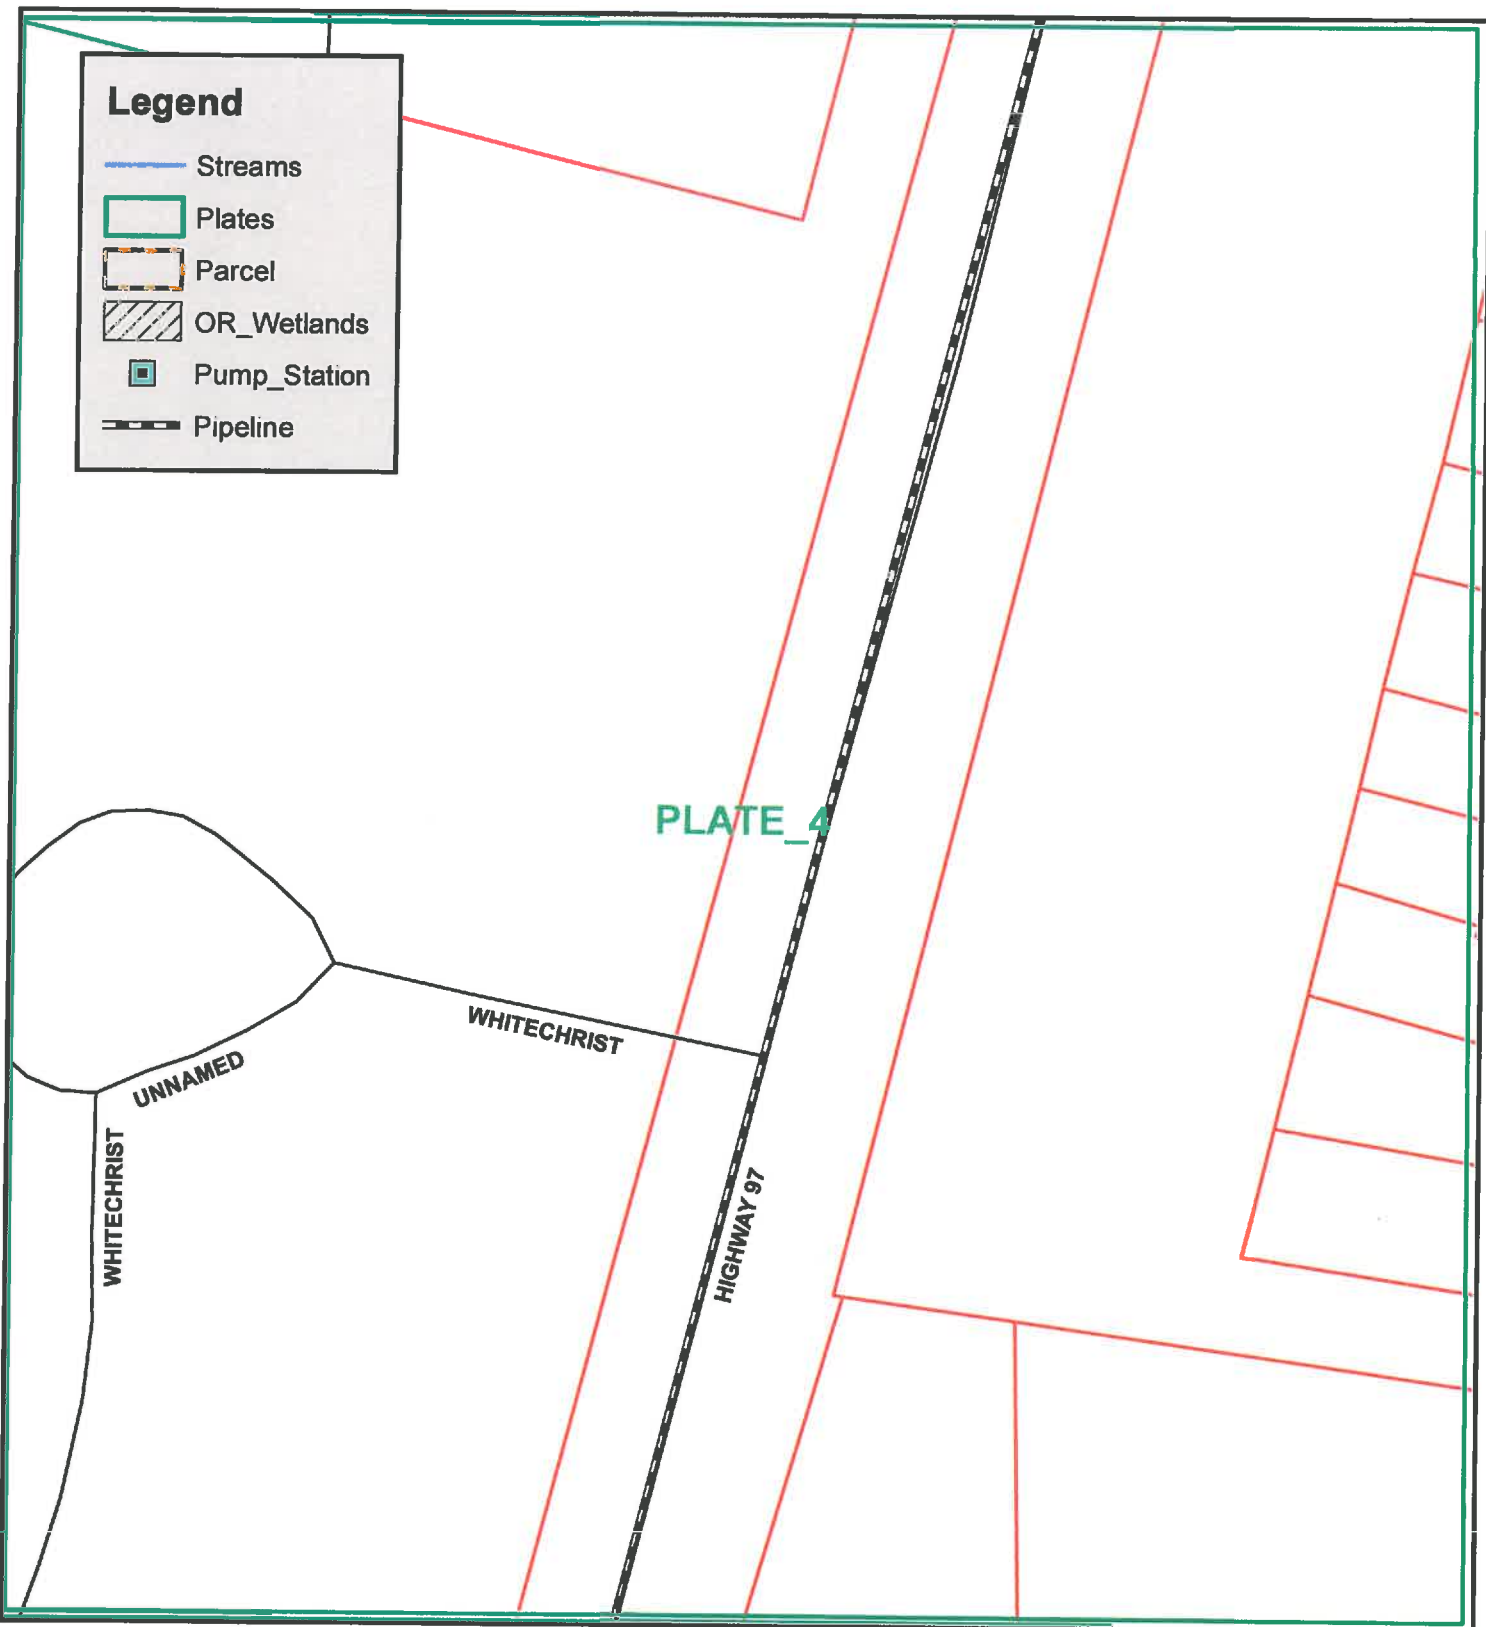 Legend
Streams
Plates
Parcel
OR_Wetlands
Pump_Station
Pipeline
PLATE_4
WHITECHRIST
UNNAMED
WHITECHRIST
HIGHWAY 97